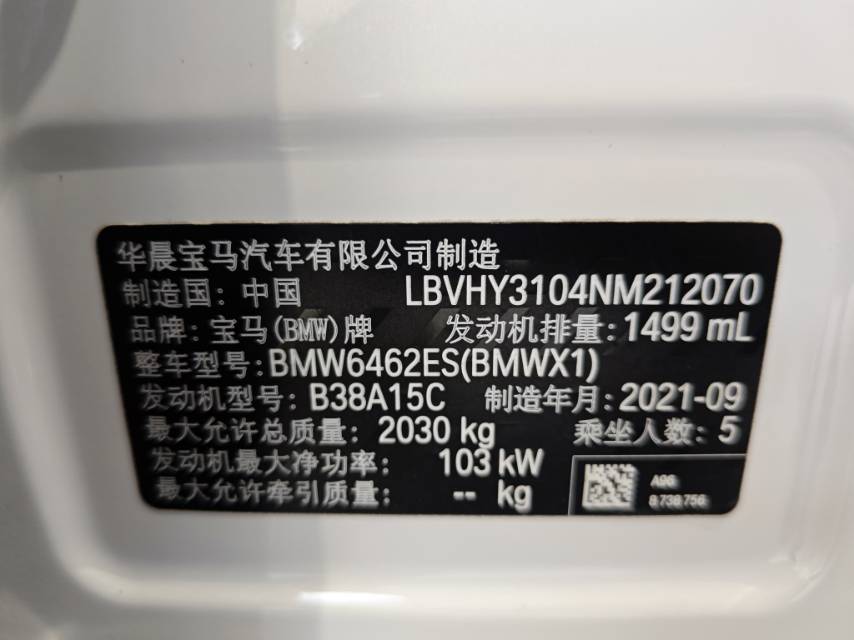 华晨宝马汽车有限公司制造
制造国: 中国 LBVHY3104NM212070
品牌: 宝马(BMW)牌 发动机排量: 1499 mL
整车型号: BMW6462ES(BMWX1)
发动机型号: B38A15C 制造年月: 2021-09
最大允许总质量: 2030 kg 乘坐人数: 5
发动机最大净功率: 103 kW
最大允许牵引质量: -- kg
A96
8 738 756